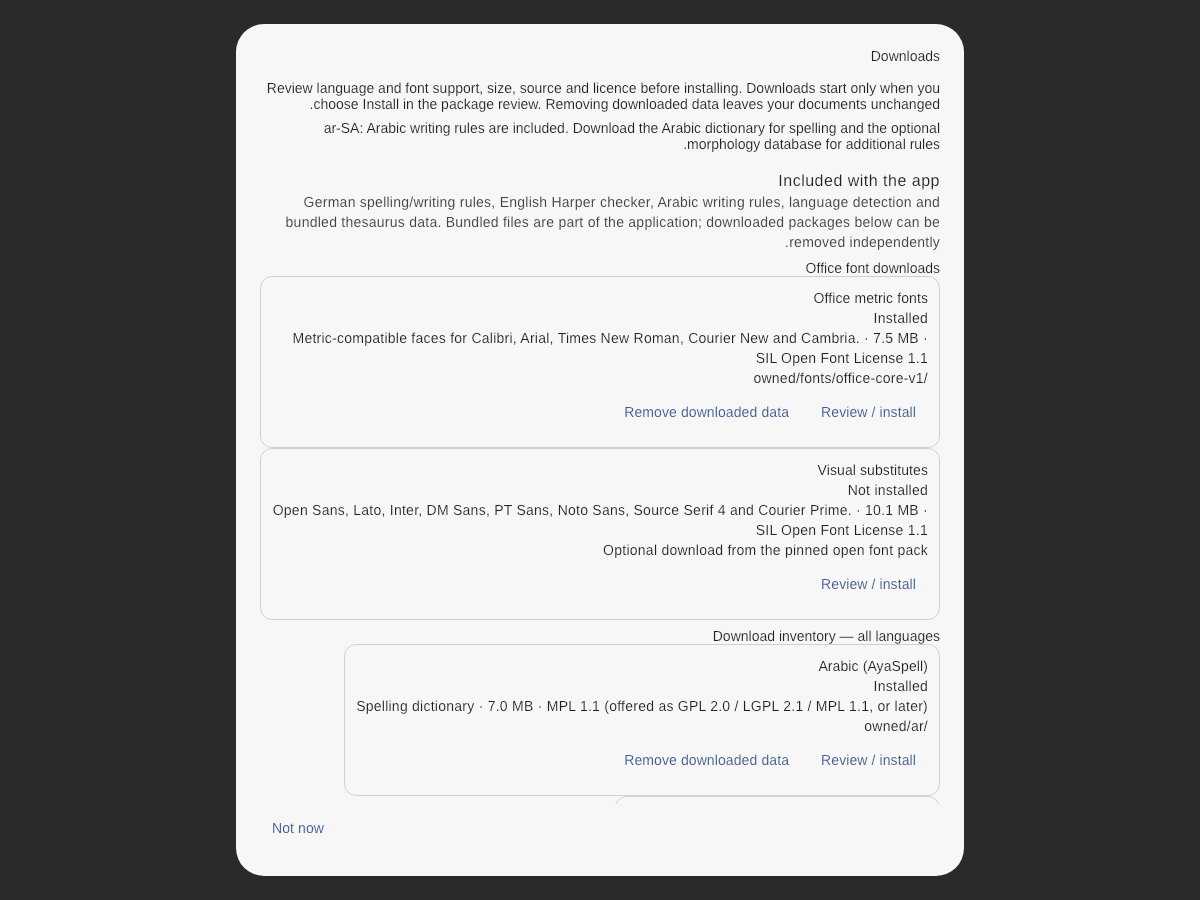 Downloads
Review language and font support, size, source and licence before installing. Downloads start only when you
choose Install in the package review. Removing downloaded data leaves your documents unchanged.
ar-SA: Arabic writing rules are included. Download the Arabic dictionary for spelling and the optional
morphology database for additional rules.
Included with the app
German spelling/writing rules, English Harper checker, Arabic writing rules, language detection and
bundled thesaurus data. Bundled files are part of the application; downloaded packages below can be
removed independently.
Office font downloads
Office metric fonts
Installed
Metric-compatible faces for Calibri, Arial, Times New Roman, Courier New and Cambria. · 7.5 MB ·
SIL Open Font License 1.1
owned/fonts/office-core-v1/
Remove downloaded data Review / install
Visual substitutes
Not installed
Open Sans, Lato, Inter, DM Sans, PT Sans, Noto Sans, Source Serif 4 and Courier Prime. · 10.1 MB ·
SIL Open Font License 1.1
Optional download from the pinned open font pack
Review / install
Download inventory — all languages
Arabic (AyaSpell)
Installed
Spelling dictionary · 7.0 MB · MPL 1.1 (offered as GPL 2.0 / LGPL 2.1 / MPL 1.1, or later)
owned/ar/
Remove downloaded data Review / install
Not now